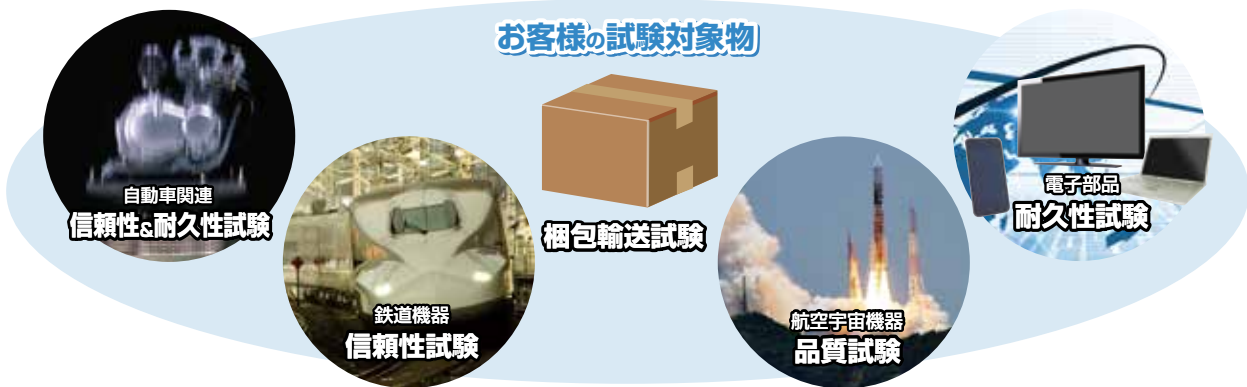 お客様の試験対象物
自動車関連
信頼性&耐久性試験
鉄道機器
信頼性試験
梱包輸送試験
航空宇宙機器
品質試験
電子部品
耐久性試験